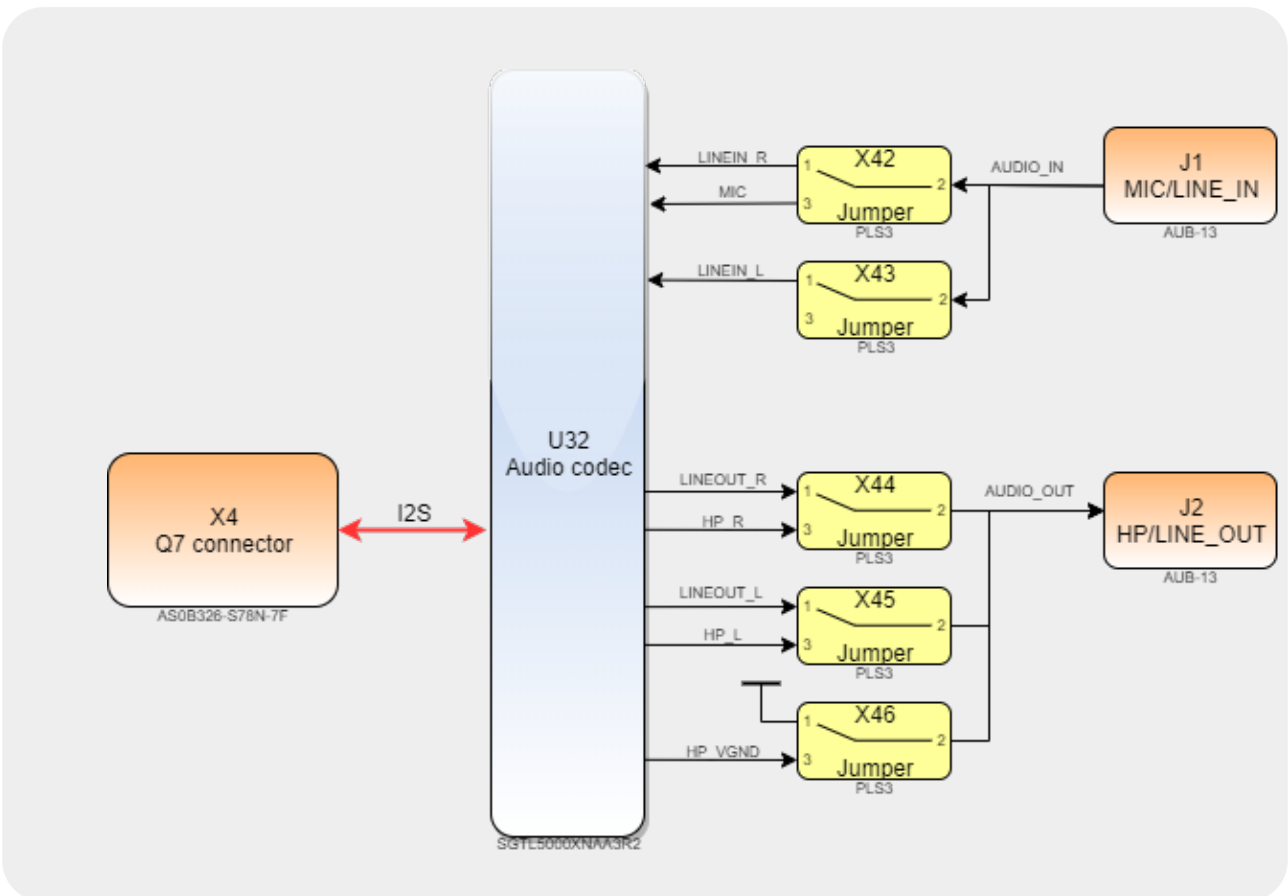 LINEIN_R
1
X42
2
MIC
3
Jumper
PLS3
AUDIO_IN
J1
MIC/LINE_IN
AUB-13
LINEIN_L
1
X43
2
3
Jumper
PLS3
U32
Audio codec
SGTL5000XNAA3R2
X4
Q7 connector
AS0B326-S78N-7F
I2S
LINEOUT_R
1
X44
2
HP_R
3
Jumper
PLS3
AUDIO_OUT
J2
HP/LINE_OUT
AUB-13
LINEOUT_L
1
X45
2
HP_L
3
Jumper
PLS3
1
X46
2
HP_VGND
3
Jumper
PLS3